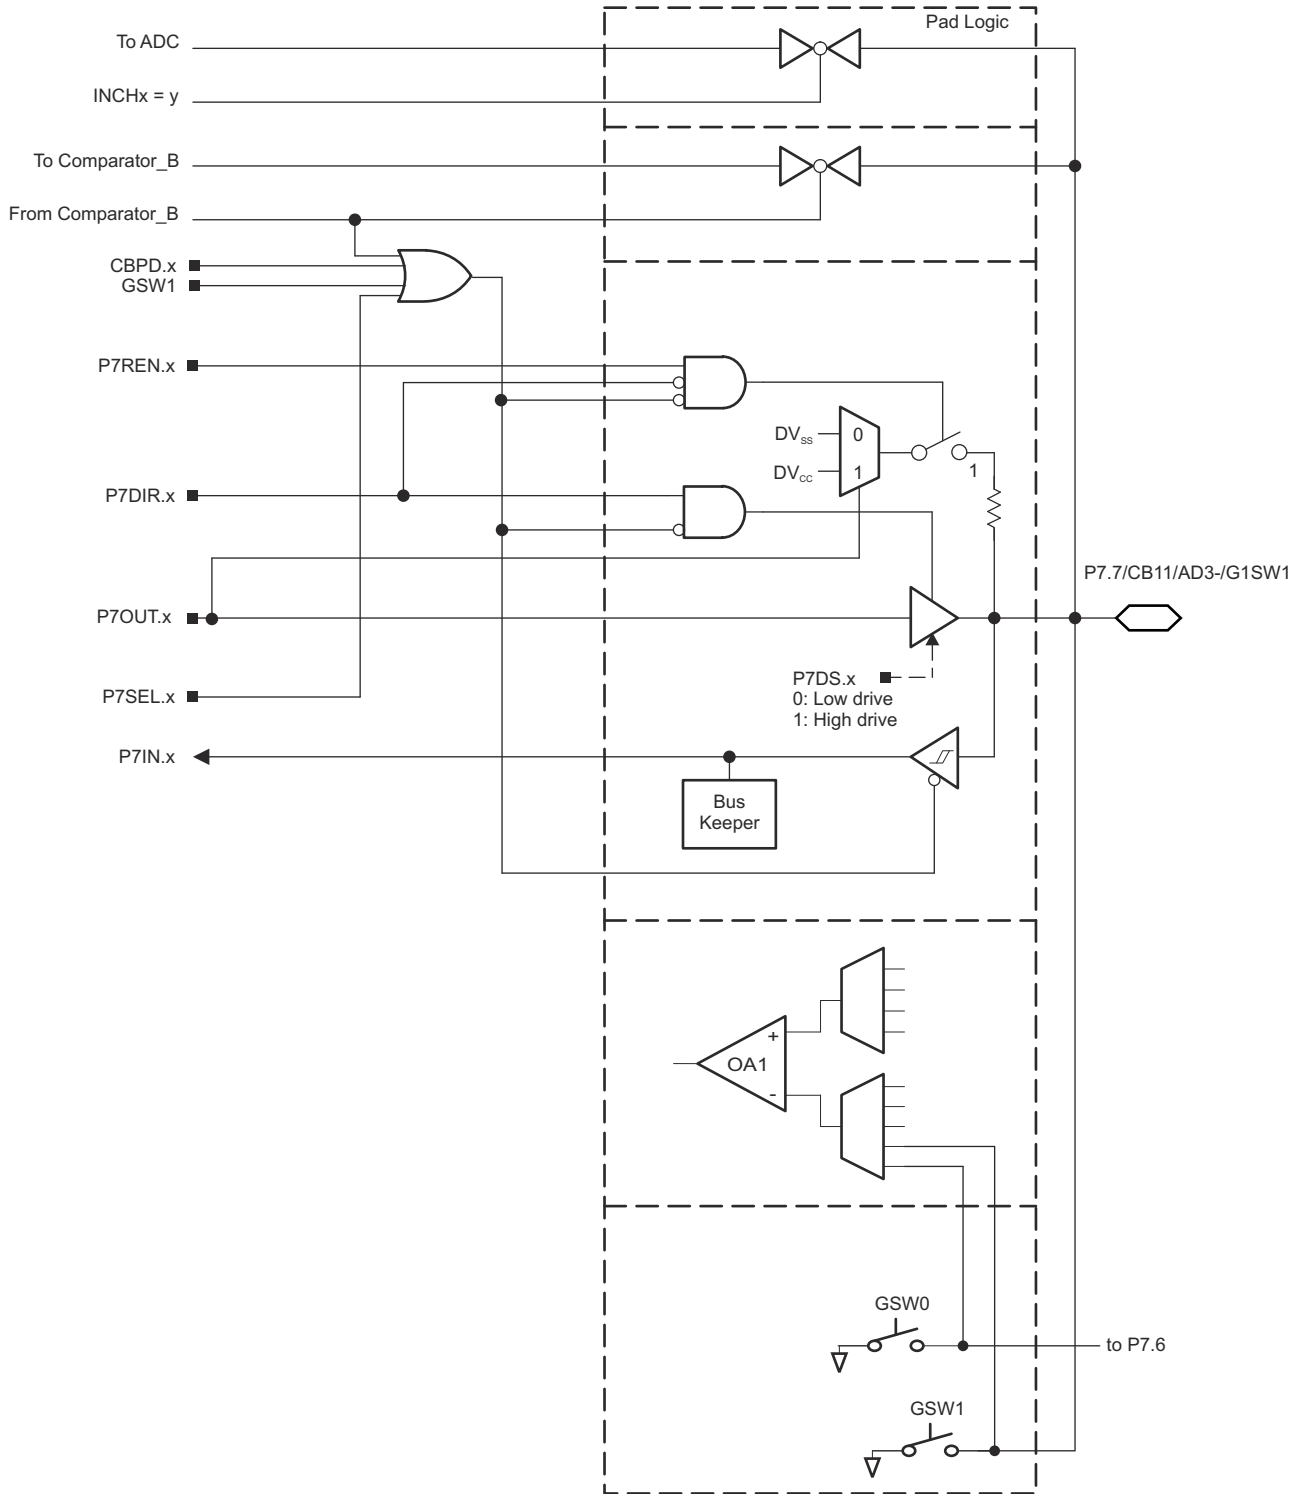 Pad Logic
To ADC
INCHx = y
To Comparator_B
From Comparator_B
CBPD.x
GSW1
P7REN.x
DVSS
0
DVCC
1
1
P7DIR.x
P7.7/CB11/AD3-/G1SW1
P7OUT.x
P7DS.x
0: Low drive
1: High drive
P7SEL.x
P7IN.x
Bus
Keeper
+
OA1
-
GSW0
to P7.6
GSW1